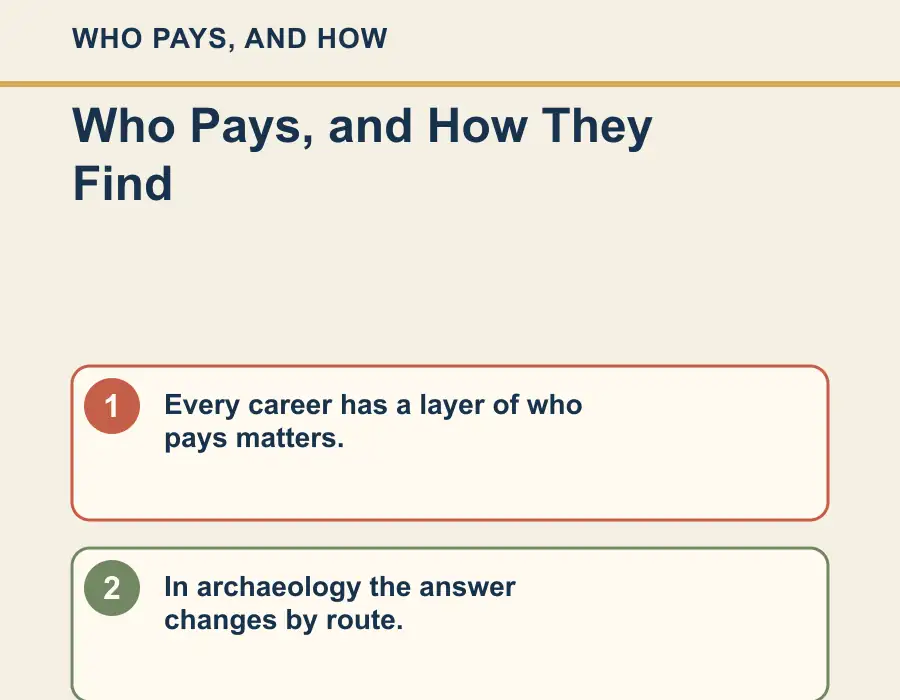 WHO PAYS, AND HOW
Who Pays, and How They
Find
1
Every career has a layer of who
pays matters.
2
In archaeology the answer
changes by route.